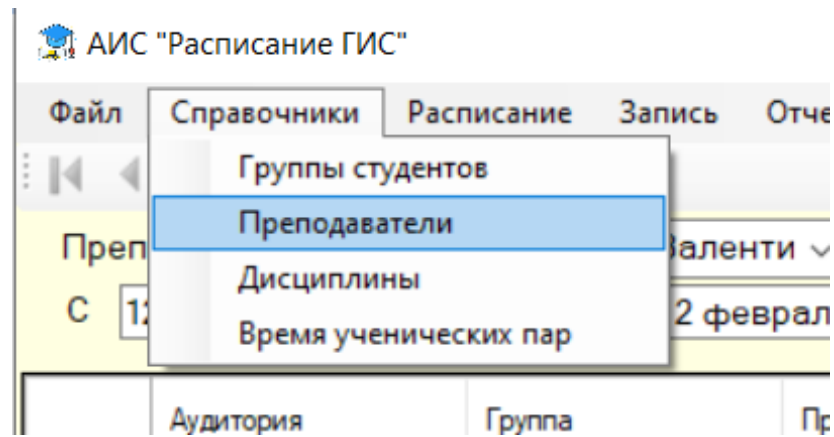 АИС "Расписание ГИС"
Файл Справочники Расписание Запись
Группы студентов
Преподаватели
Дисциплины
Время ученических пар
С
Аудитория Группа